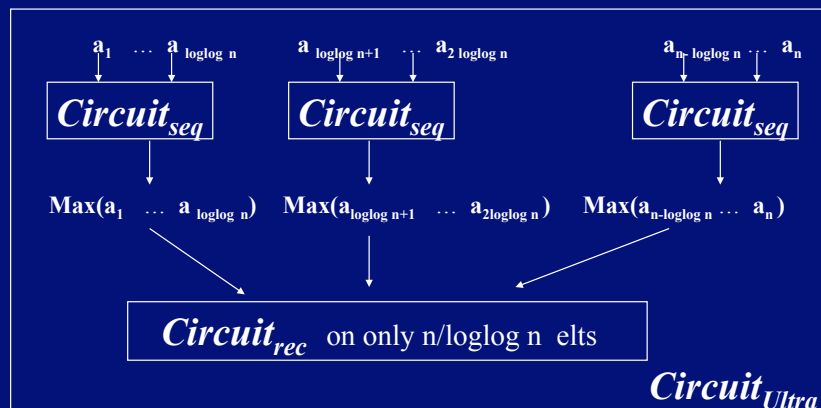 a1 … a loglog n a loglog n+1 … a2 loglog n an- loglog n … an
Circuitseq Circuitseq Circuitseq
Max(a1 … a loglog n) Max(aloglog n+1 … a2loglog n) Max(an-loglog n … an)
Circuitrec on only n/loglog n elts
CircuitUltra